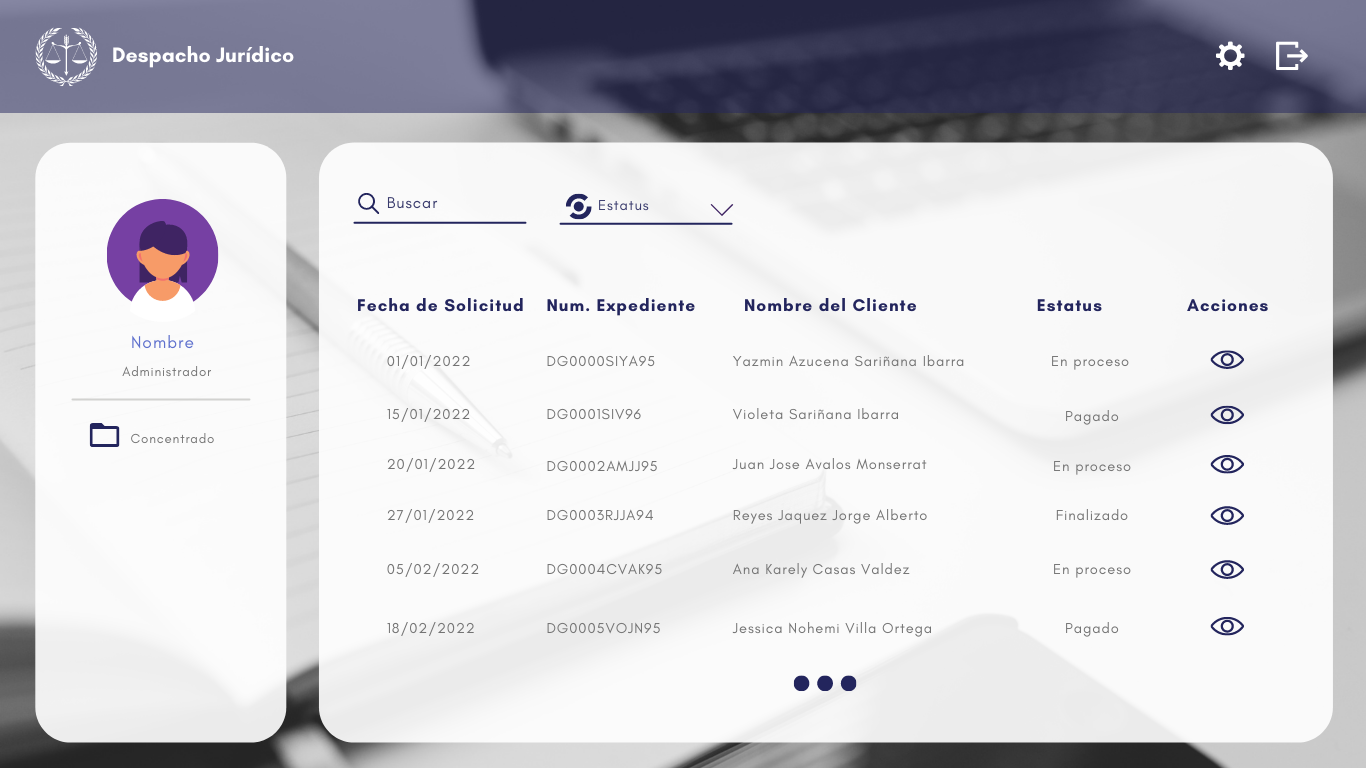 Despacho Jurídico
Nombre
Administrador
Concentrado
Buscar
Estatus
Fecha de Solicitud Num. Expediente Nombre del Cliente Estatus Acciones
01/01/2022 DG0000SIYA95 Yazmin Azucena Sariñana Ibarra En proceso
15/01/2022 DG0001SIV96 Violeta Sariñana Ibarra Pagado
20/01/2022 DG0002AMJJ95 Juan Jose Avalos Monserrat En proceso
27/01/2022 DG0003RJJA94 Reyes Jaquez Jorge Alberto Finalizado
05/02/2022 DG0004CVAK95 Ana Karely Casas Valdez En proceso
18/02/2022 DG0005VOJN95 Jessica Nohemi Villa Ortega Pagado